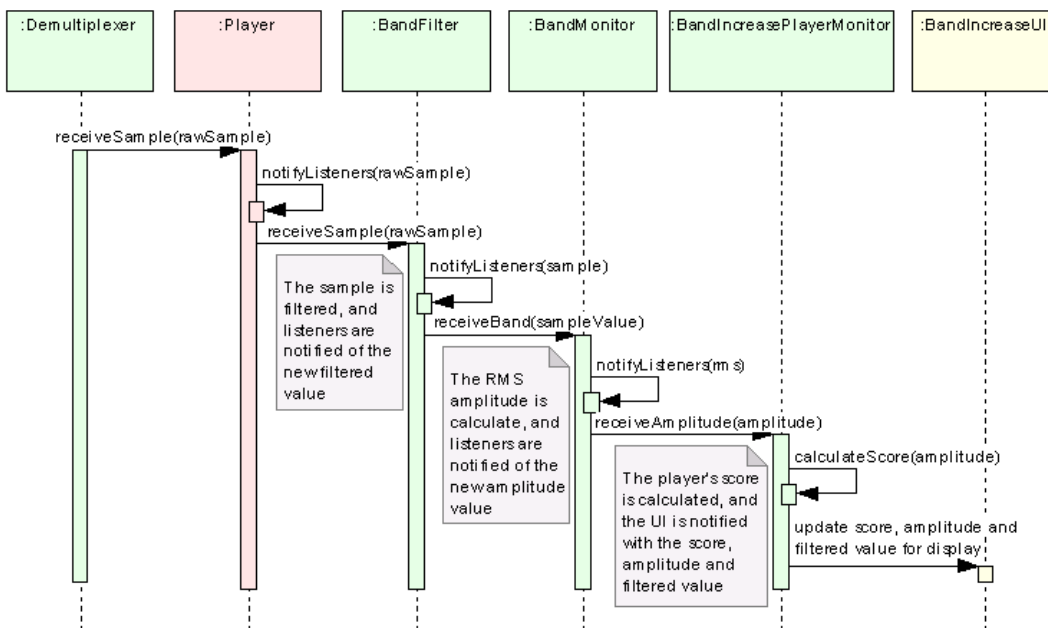 :Demultiplexer
:Player
:BandFilter
:BandMonitor
:BandIncreasePlayerMonitor
:BandIncreaseUI
receiveSample(rawSample)
notifyListeners(rawSample)
receiveSample(rawSample)
The sample is
filtered, and
listeners are
notified of the
new filtered
value
notifyListeners(sample)
receiveBand(sampleValue)
The RMS
amplitude is
calculate, and
listeners are
notified of the
new amplitude
value
notifyListeners(rms)
receiveAmplitude(amplitude)
The player's score
is calculated, and
the UI is notified
with the score,
amplitude and
filtered value
calculateScore(amplitude)
update score, amplitude and
filtered value for display